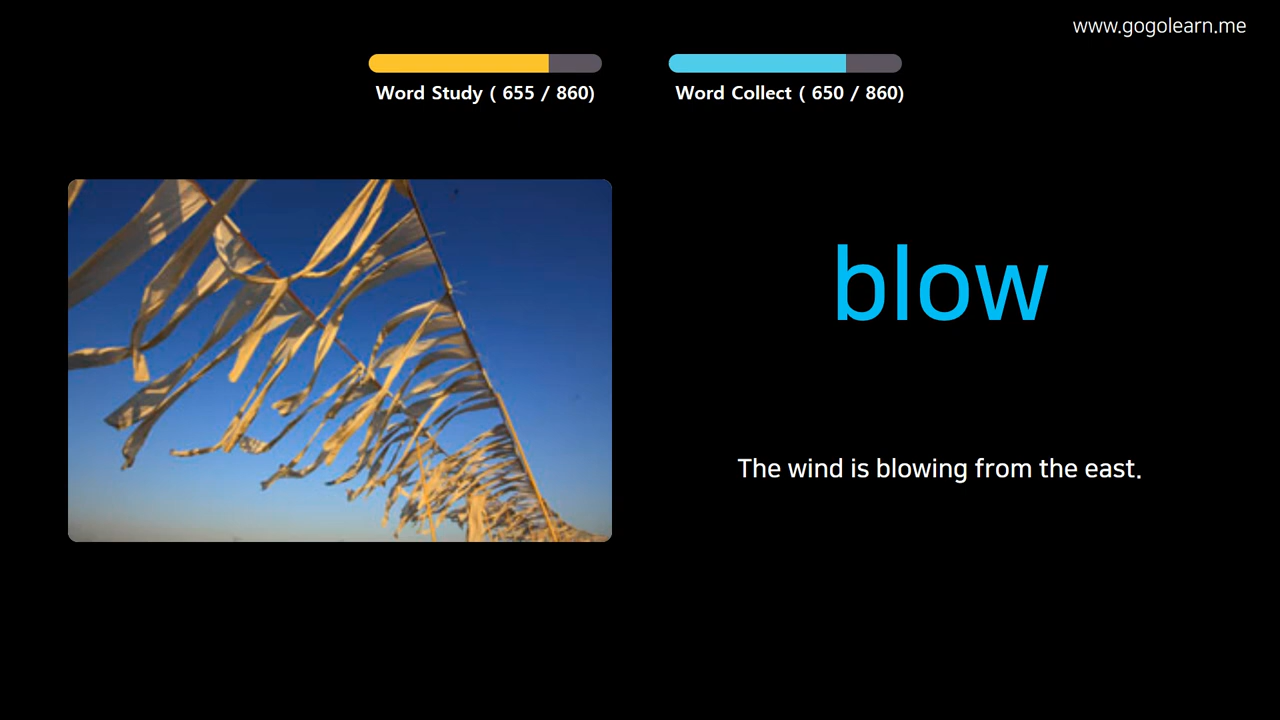 www.gogolearn.me
Word Study ( 655 / 860)
Word Collect ( 650 / 860)
blow
The wind is blowing from the east.